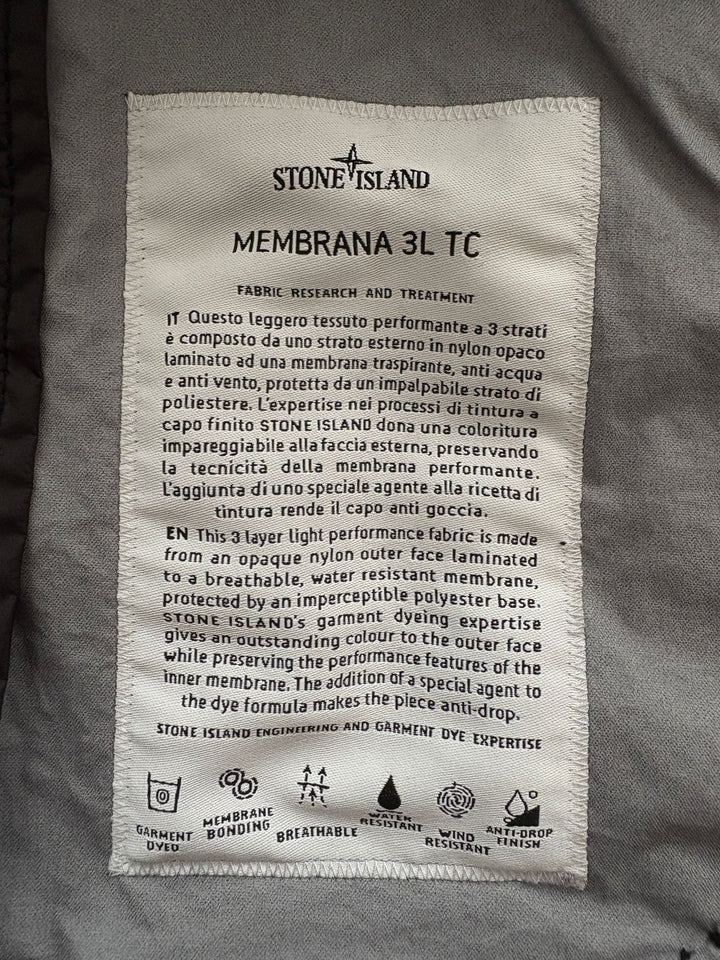 STONE ISLAND
MEMBRANA 3L TC
FABRIC RESEARCH AND TREATMENT
IT Questo leggero tessuto performante a 3 strati
è composto da uno strato esterno in nylon opaco
laminato ad una membrana traspirante, anti acqua
e anti vento, protetta da un impalpabile strato di
poliestere. L'expertise nei processi di tintura a
capo finito STONE ISLAND dona una coloritura
impareggiabile alla faccia esterna, preservando
la tecnicità della membrana performante.
L'aggiunta di uno speciale agente alla ricetta di
tintura rende il capo anti goccia.
EN This 3 layer light performance fabric is made
from an opaque nylon outer face laminated
to a breathable, water resistant membrane,
protected by an imperceptible polyester base.
STONE ISLAND's garment dyeing expertise
gives an outstanding colour to the outer face
while preserving the performance features of the
inner membrane. The addition of a special agent to
the dye formula makes the piece anti-drop.
STONE ISLAND ENGINEERING AND GARMENT DYE EXPERTISE
GARMENT
DYED
MEMBRANE
BONDING
BREATHABLE
WATER
RESISTANT
WIND
RESISTANT
ANTI-DROP
FINISH